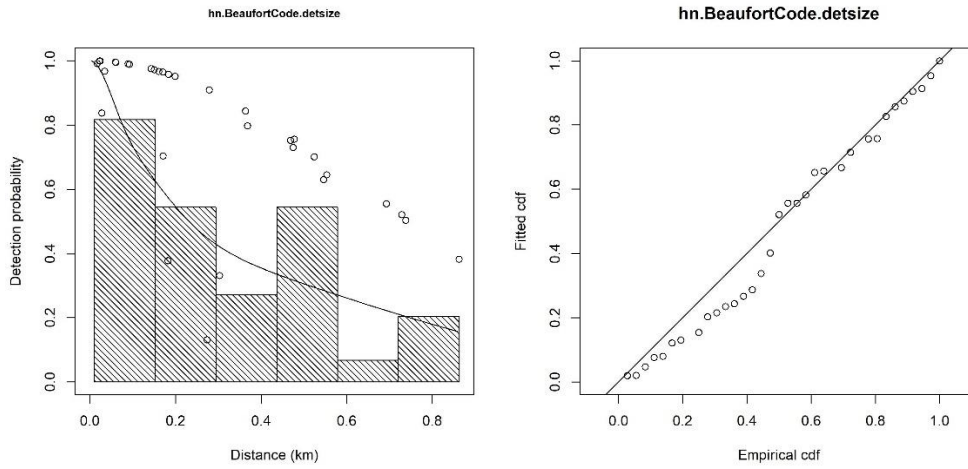 hn.BeaufortCode.detsize
Detection probability
1.0
0.8
0.6
0.4
0.2
0.0
0.0 0.2 0.4 0.6 0.8
Distance (km)
hn.BeaufortCode.detsize
Fitted cdf
1.0
0.8
0.6
0.4
0.2
0.0
0.0 0.2 0.4 0.6 0.8 1.0
Empirical cdf